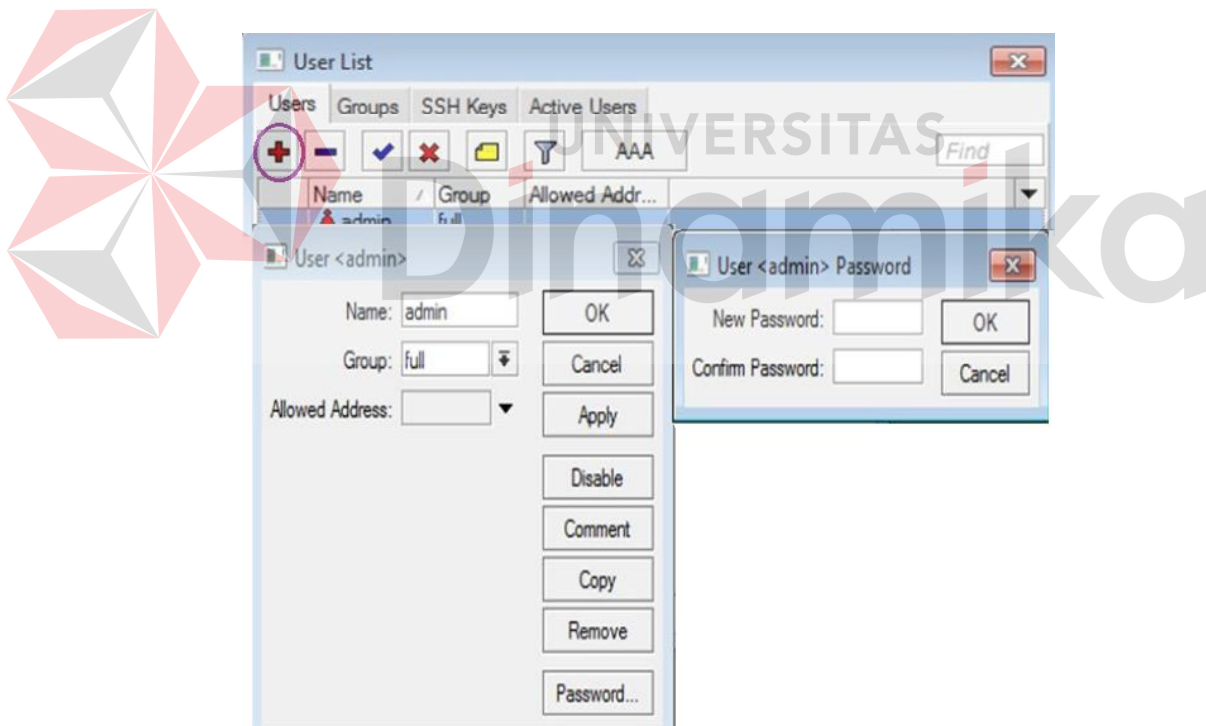 User List
Users Groups SSH Keys Active Users
UNIVERSITAS
Dinamika
AAA
Find
Name Group Allowed Addr...
admin full
User <admin>
Name: admin
Group: full
Allowed Address:
OK
Cancel
Apply
Disable
Comment
Copy
Remove
Password...
User <admin> Password
New Password:
Confirm Password:
OK
Cancel